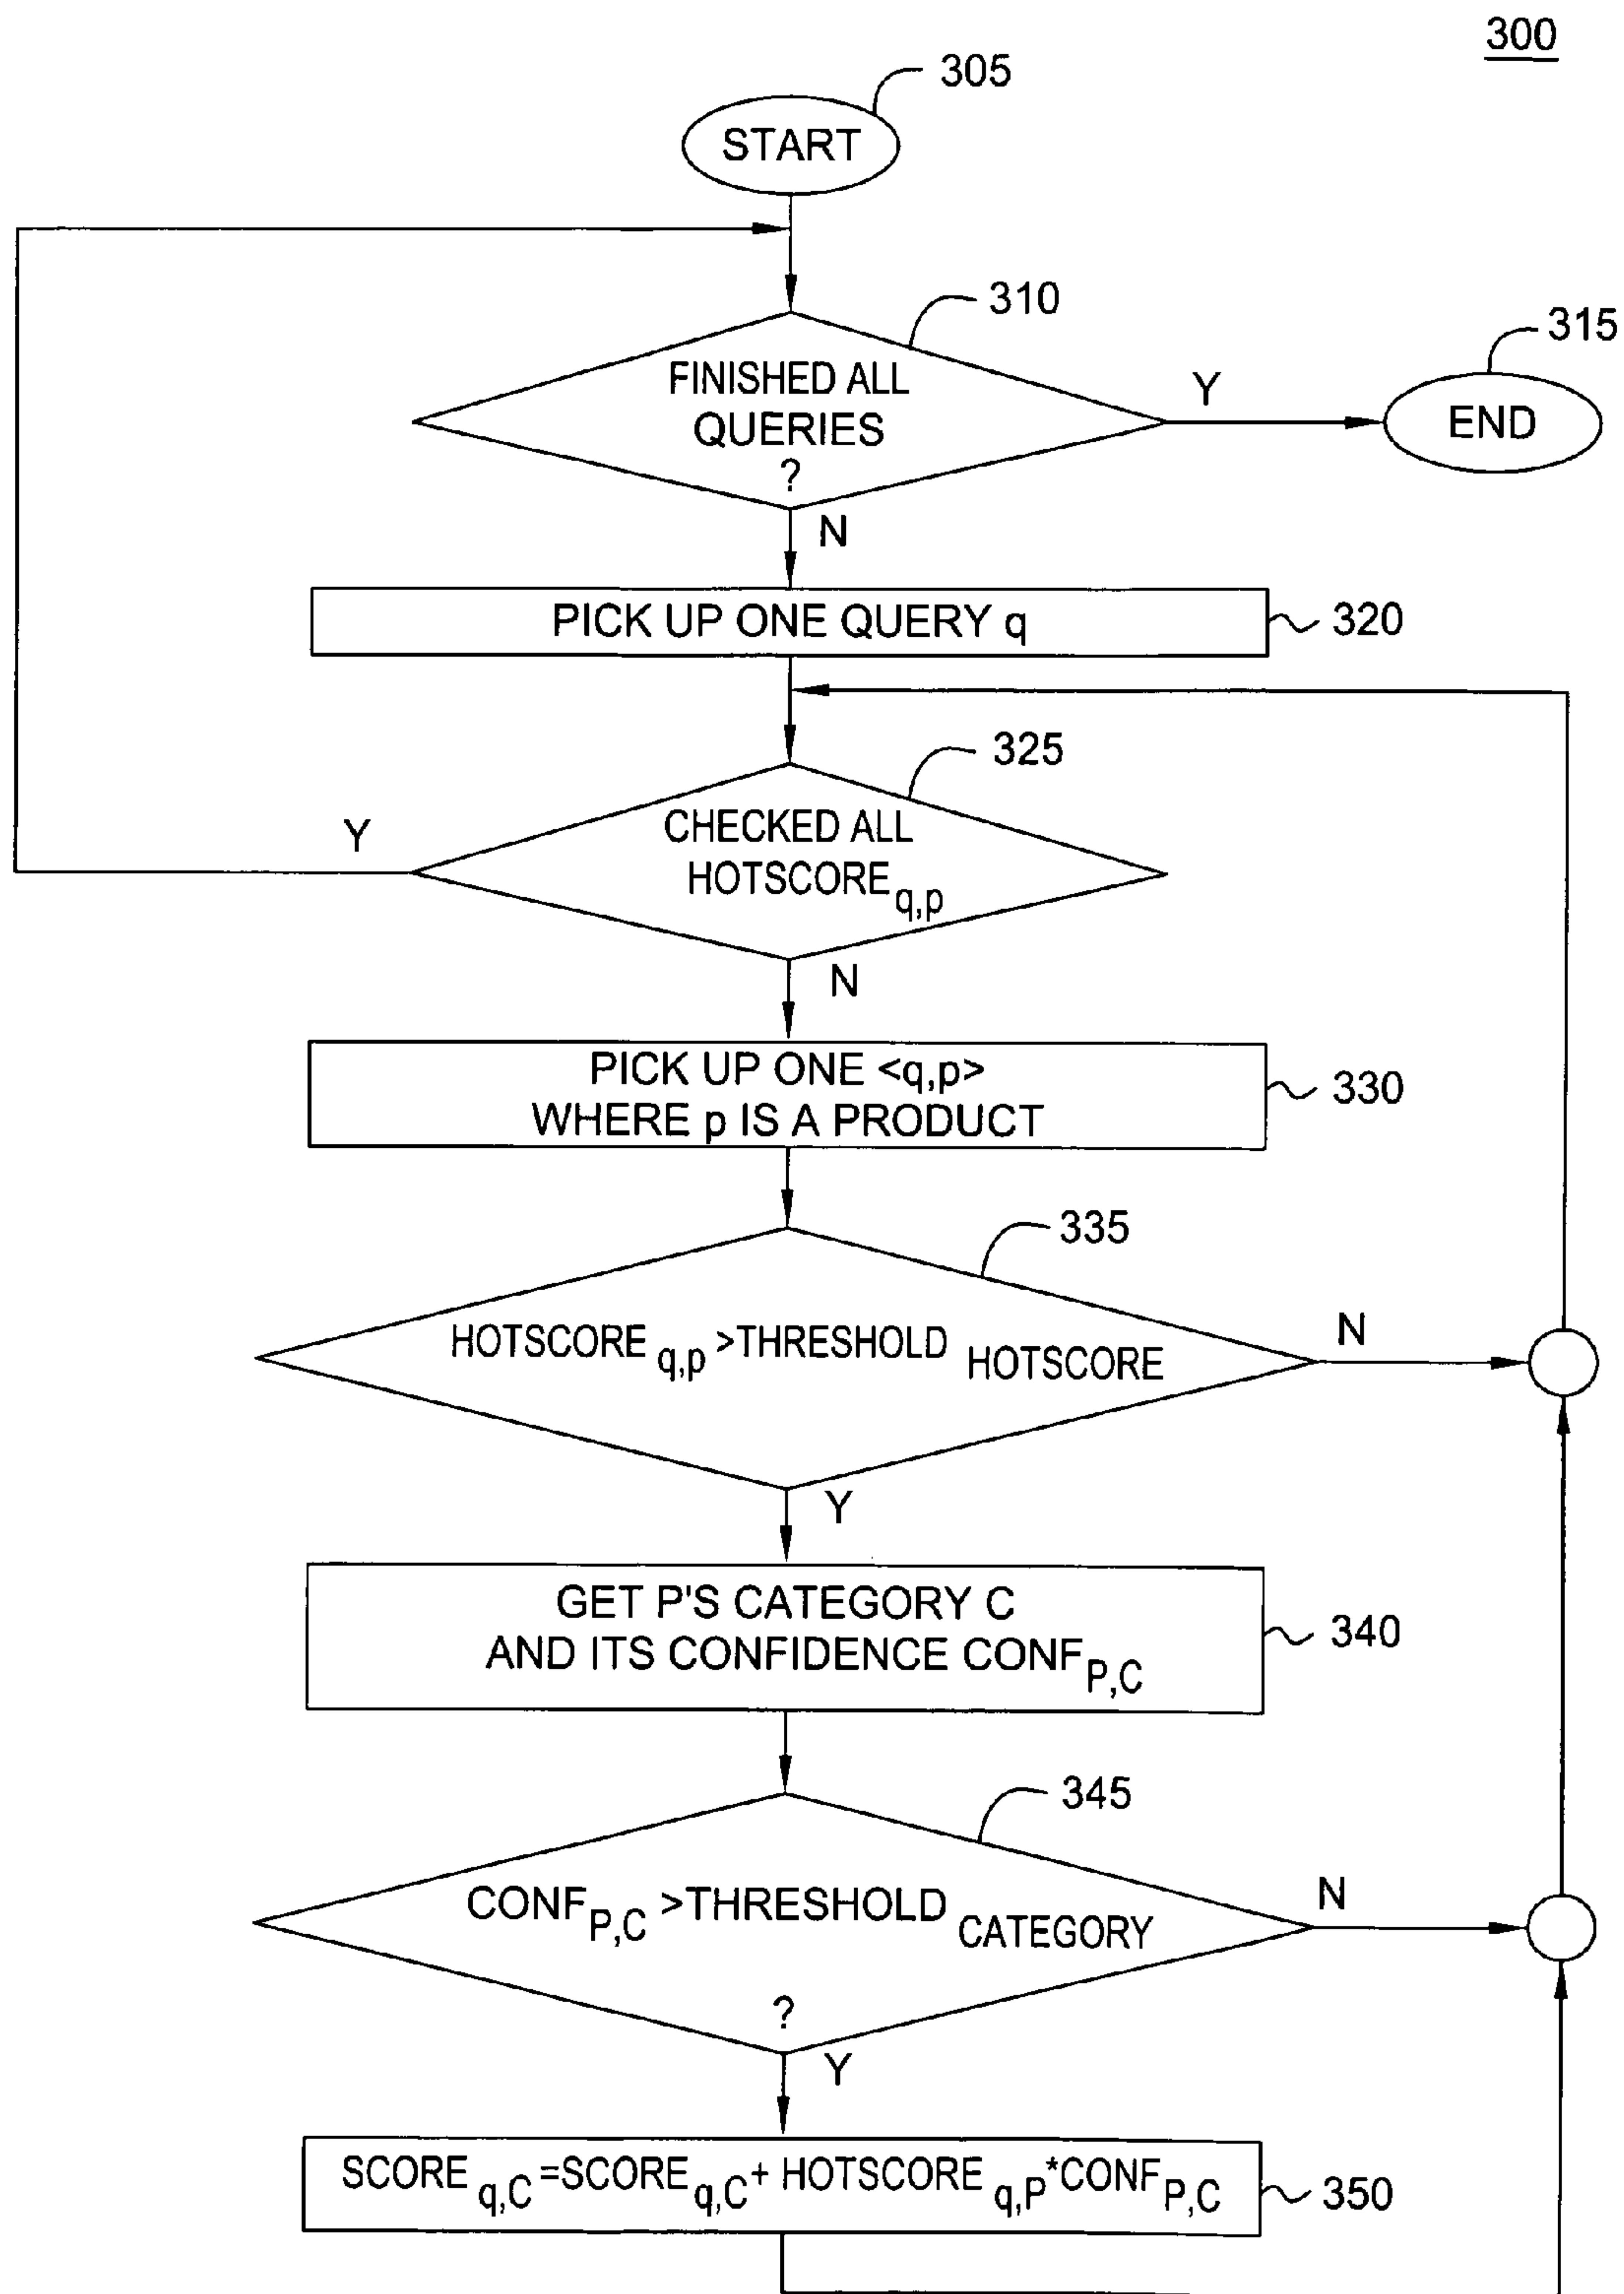 300
305
START
310
FINISHED ALL
QUERIES
?
Y
315
END
N
PICK UP ONE QUERY q
320
325
CHECKED ALL
HOTSCORE q,p
Y
N
PICK UP ONE <q,p>
WHERE p IS A PRODUCT
330
335
HOTSCORE q,p >THRESHOLD HOTSCORE
N
Y
GET P'S CATEGORY C
AND ITS CONFIDENCE CONF P,C
340
345
CONF P,C >THRESHOLD CATEGORY
?
N
Y
SCORE q,C =SCORE q,C + HOTSCORE q,P *CONF P,C
350